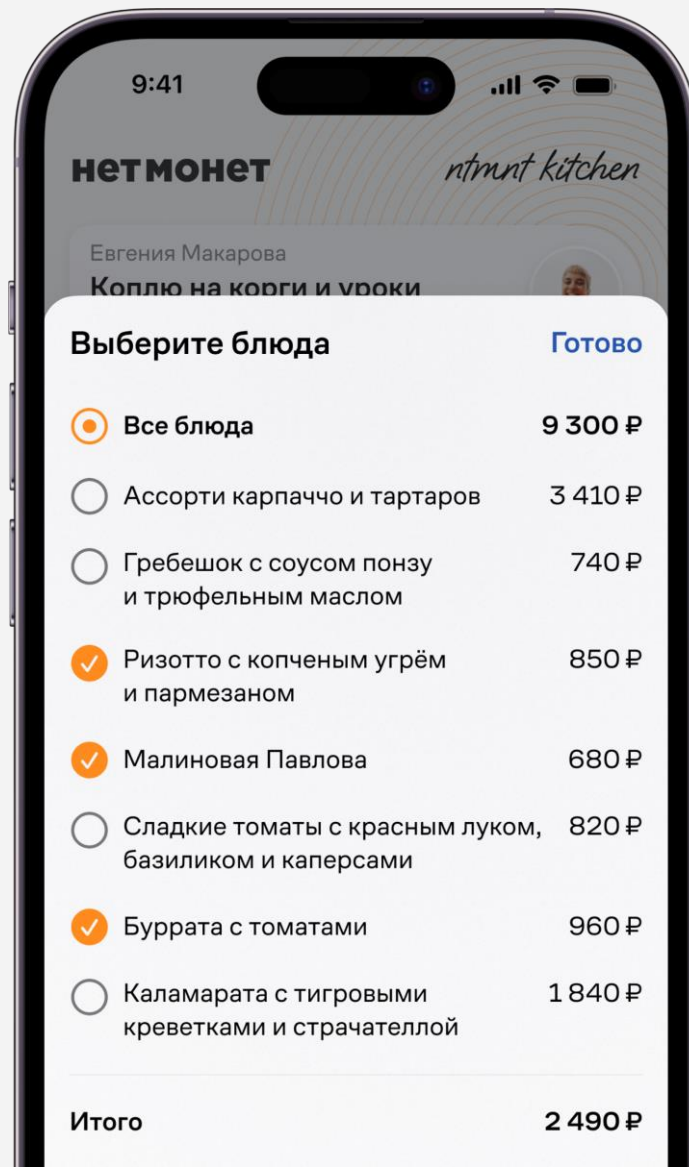 9:41
нетмонет
ntmnt kitchen
Евгения Макарова
Коплю на корги и уроки
Выберите блюда
Готово
Все блюда 9 300 ₽
Ассорти карпаччо и тартаров 3 410 ₽
Гребешок с соусом понзу 740 ₽
и трюфельным маслом
Ризотто с копченым угрём 850 ₽
и пармезаном
Малиновая Павлова 680 ₽
Сладкие томаты с красным луком, 820 ₽
базиликом и каперсами
Буррата с томатами 960 ₽
Каламарата с тигровыми 1 840 ₽
креветками и страчателлой
Итого 2 490 ₽